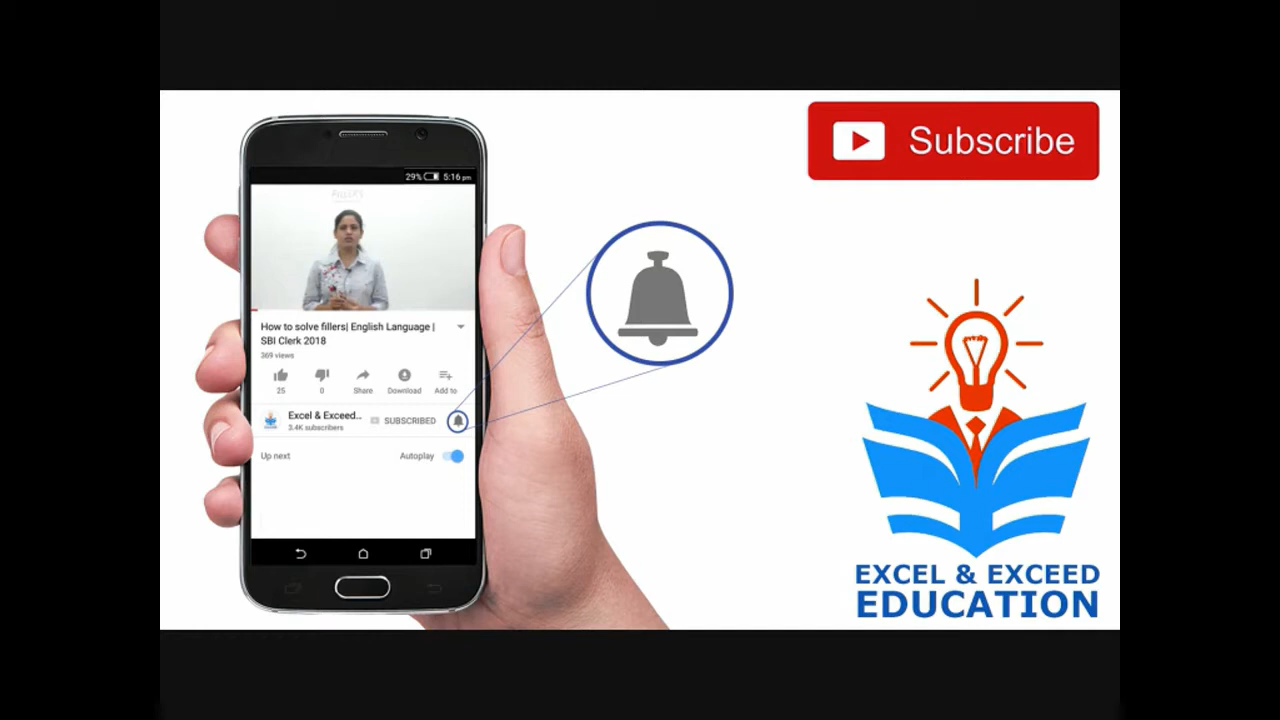 Subscribe
29% 5:16 pm
FILLERS
How to solve fillers| English Language |
SBI Clerk 2018
369 views
25
0
Share
Download
Add to
Excel & Exceed...
3.4K subscribers
SUBSCRIBED
Up next
Autoplay
EXCEL & EXCEED
EDUCATION